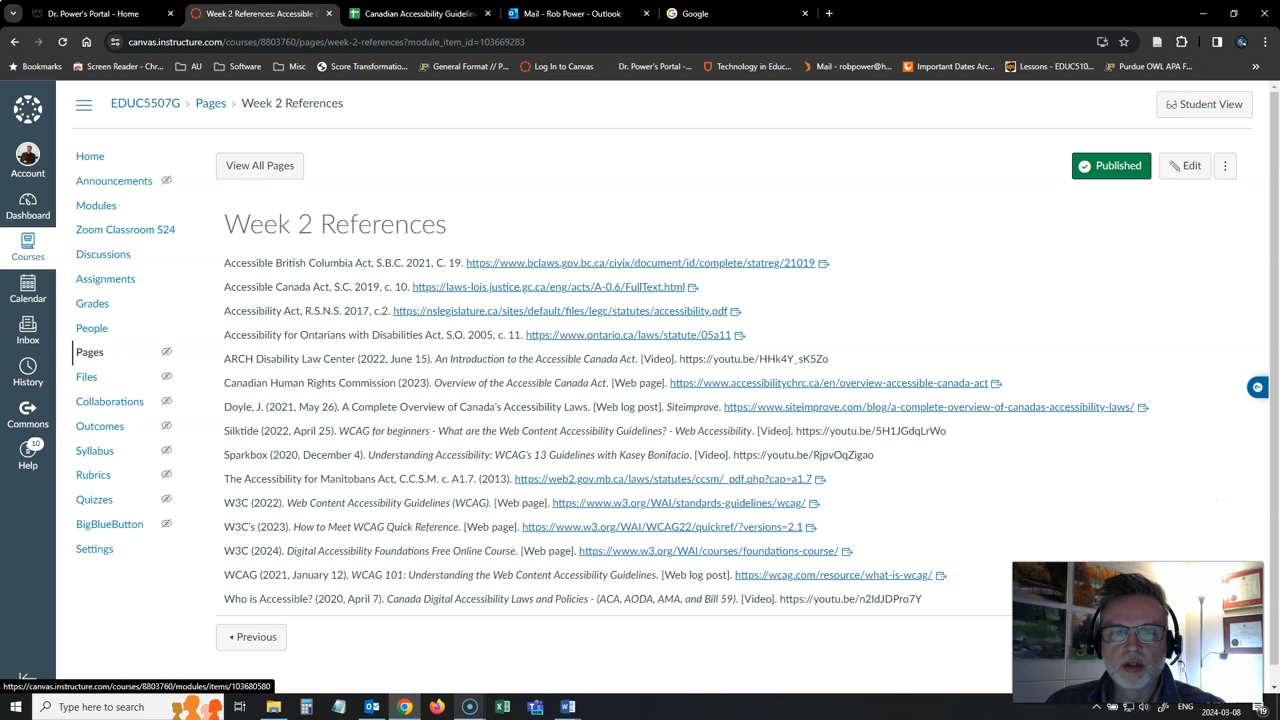 Dr. Power's Portal : Home
Week 2 References: Accessible
Canadian Accessibility Guidelin
Mail - Rob Power - Outlook
Google
canvas.instructure.com/courses/8803760/pages/week-2-references?module_item_id=103669283
Bookmarks
Reading List - Chro...
AU
Software
Misc
General Format // P...
Log In to Canvas
Dr. Power's Portal :...
Technology in Educ...
Mail - robpower@h...
Important Dates Ar...
Lessons - EDUC510...
Purdue OWL APA F...
EDUC5507G › Pages › Week 2 References
Student View
Account
Dashboard
Courses
Calendar
Inbox
History
Commons
10
Help
Home
Announcements
Modules
Zoom Classroom S24
Discussions
Assignments
Grades
People
Pages
Files
Collaborations
Outcomes
Syllabus
Rubrics
Quizzes
BigBlueButton
Settings
View All Pages
Published
Edit
Week 2 References
Accessible British Columbia Act, S.B.C. 2021, C. 19. https://www.bclaws.gov.bc.ca/civix/document/id/complete/statreg/21019
Accessible Canada Act, S.C. 2019, c. 10. https://laws-lois.justice.gc.ca/eng/acts/A-0.6/FullText.html
Accessibility Act, R.S.N.S. 2017, c.2. https://nslegislature.ca/sites/default/files/legc/statutes/accessibility.pdf
Accessibility for Ontarians with Disabilities Act, S.O. 2005, c. 11. https://www.ontario.ca/laws/statute/05a11
ARCH Disability Law Center (2022, June 15). An Introduction to the Accessible Canada Act. [Video]. https://youtu.be/HHk4Y_sK5Zo
Canadian Human Rights Commission (2023). Overview of the Accessible Canada Act. [Web page]. https://www.accessibilitychrc.ca/en/overview-accessible-canada-act
Doyle, J. (2021, May 26). A Complete Overview of Canada's Accessibility Laws. [Web log post]. Siteimprove. https://www.siteimprove.com/blog/a-complete-overview-of-canadas-accessibility-laws/
Silktide (2022, April 25). WCAG for beginners - What are the Web Content Accessibility Guidelines? - Web Accessibility. [Video]. https://youtu.be/5H1JGdqLrWo
Sparkbox (2020, December 4). Understanding Accessibility: WCAG's 13 Guidelines with Kasey Bonifacio. [Video]. https://youtu.be/RjpvOqZigao
The Accessibility for Manitobans Act, C.C.S.M. c. A1.7. (2013). https://web2.gov.mb.ca/laws/statutes/ccsm/_pdf.php?cap=a1.7
W3C (2022). Web Content Accessibility Guidelines (WCAG). [Web page]. https://www.w3.org/WAI/standards-guidelines/wcag/
W3C's (2023). How to Meet WCAG Quick Reference. [Web page]. https://www.w3.org/WAI/WCAG22/quickref/?versions=2.1
W3C (2024). Digital Accessibility Foundations Free Online Course. [Web page]. https://www.w3.org/WAI/courses/foundations-course/
WCAG (2021, January 12). WCAG 101: Understanding the Web Content Accessibility Guidelines. [Web log post]. https://wcag.com/resource/what-is-wcag/
Who is Accessible? (2020, April 7). Canada Digital Accessibility Laws and Policies - (ACA, AODA, AMA, and Bill 59). [Video]. https://youtu.be/n2IdJDPro7Y
Previous
https://canvas.instructure.com/courses/8803760/modules/items/103680580
Type here to search
ENG
2024-03-08
19